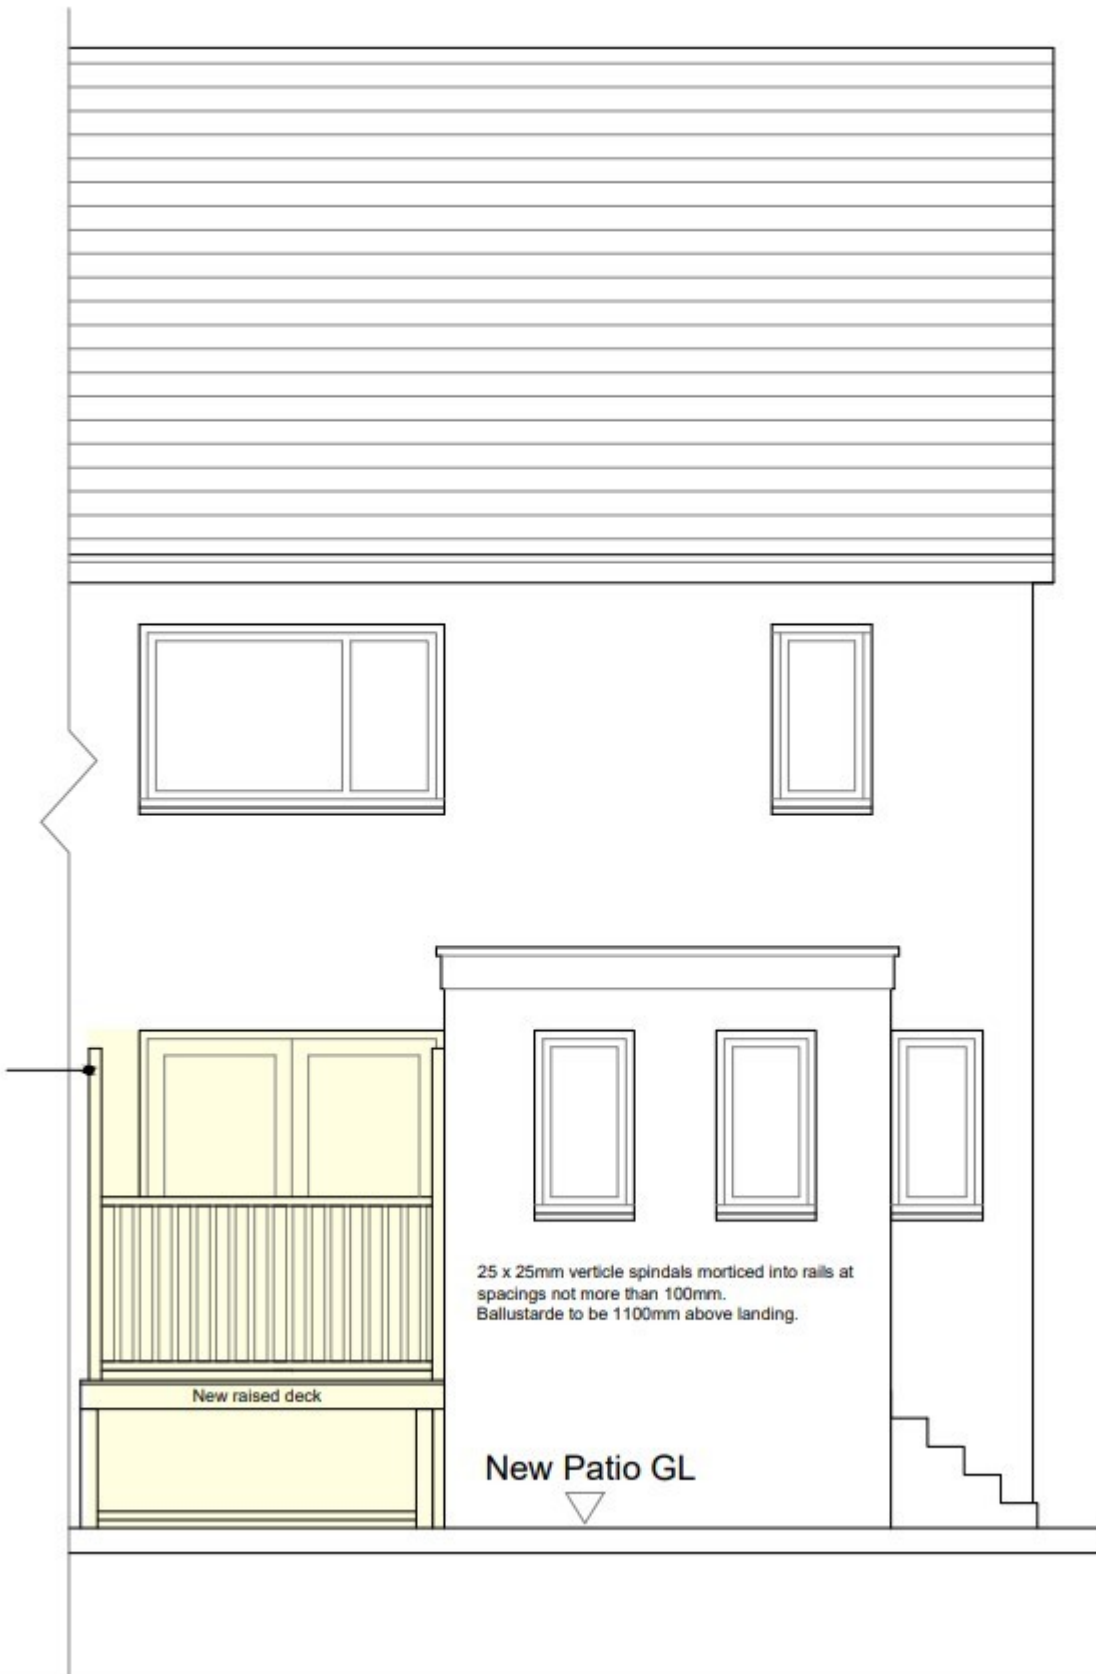 25 x 25mm verticle spindals morticed into rails at
spacings not more than 100mm.
Ballustarde to be 1100mm above landing.
New raised deck
New Patio GL